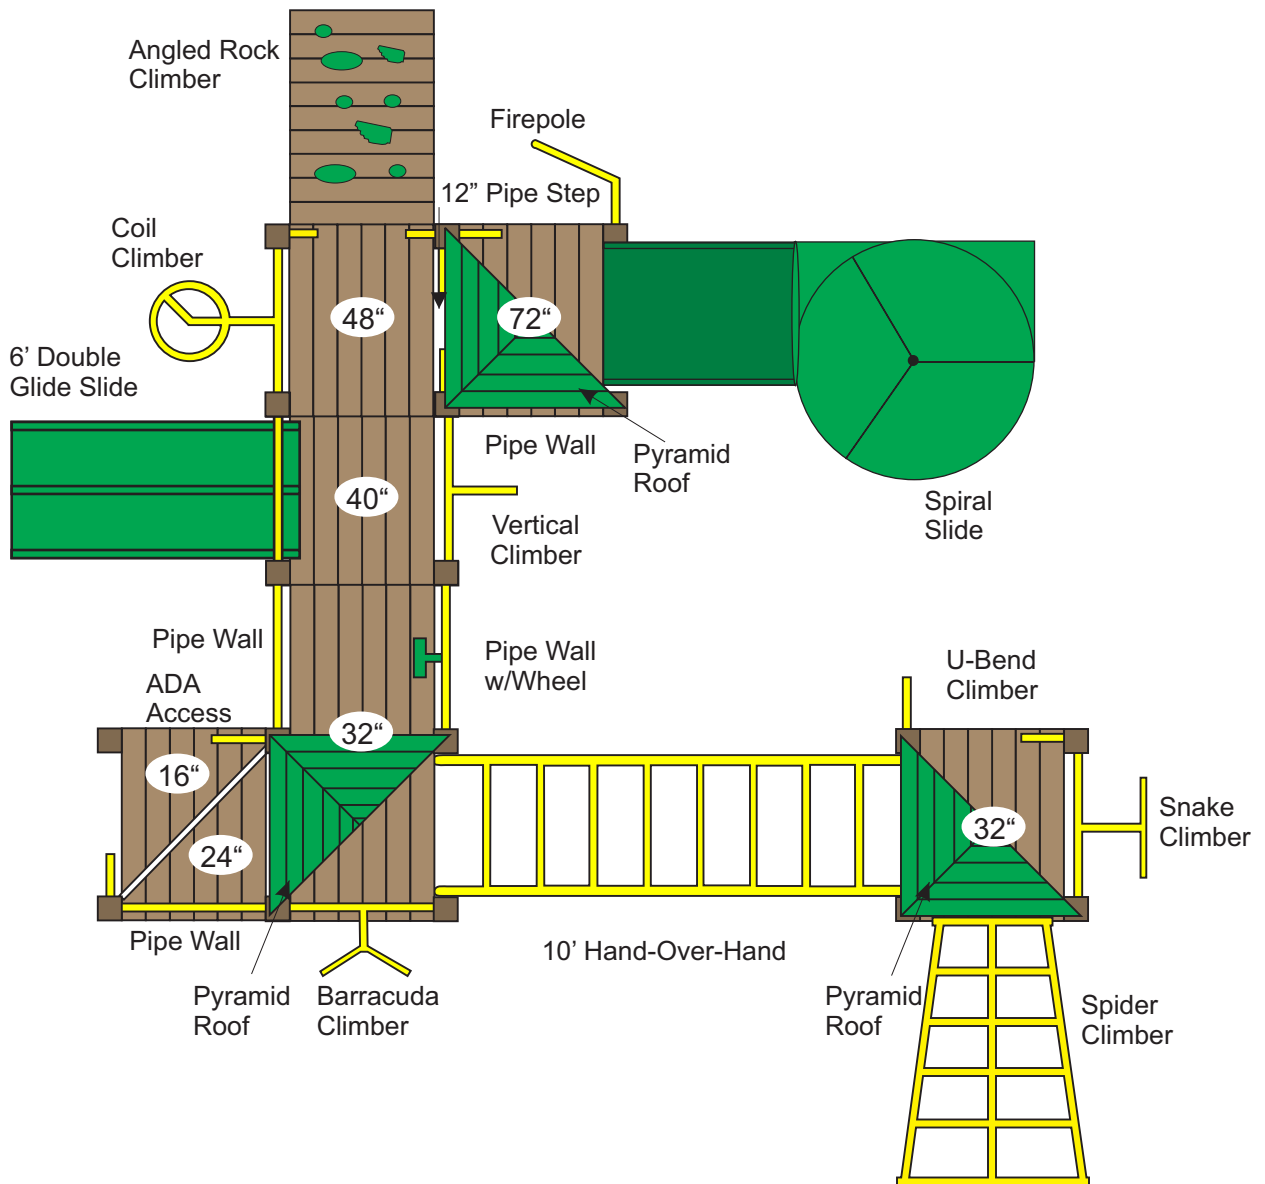 Angled Rock
Climber
Firepole
12” Pipe Step
Coil
Climber
48“
72“
6’ Double
Glide Slide
Pipe Wall
Pyramid
Roof
40“
Vertical
Climber
Spiral
Slide
Pipe Wall
Pipe Wall
w/Wheel
U-Bend
Climber
ADA
Access
32“
16“
24“
32“
Snake
Climber
Pipe Wall
10’ Hand-Over-Hand
Pyramid
Roof
Barracuda
Climber
Pyramid
Roof
Spider
Climber